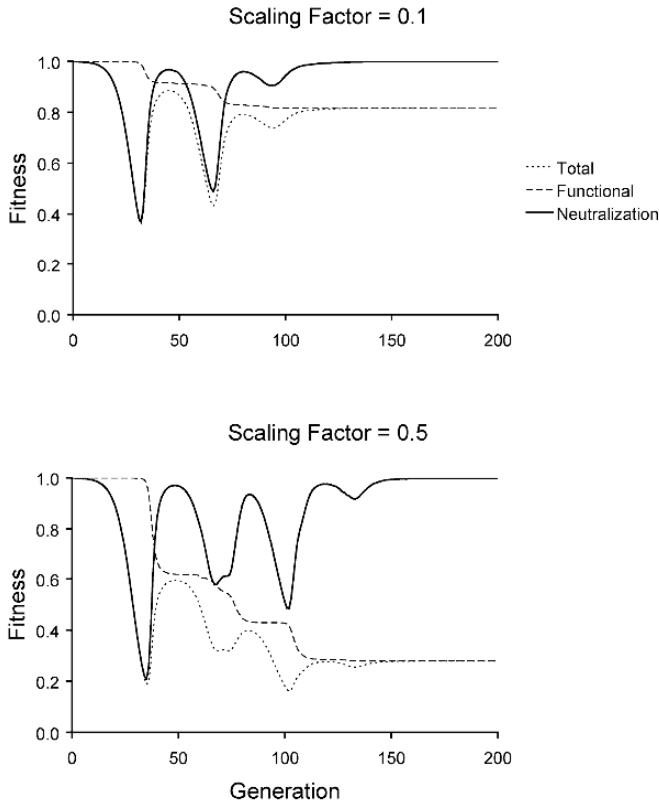 Scaling Factor = 0.1
1.0
0.8
0.6
0.4
0.2
0.0
Fitness
0 50 100 150 200
Total
Functional
Neutralization
Scaling Factor = 0.5
1.0
0.8
0.6
0.4
0.2
0.0
Fitness
0 50 100 150 200
Generation